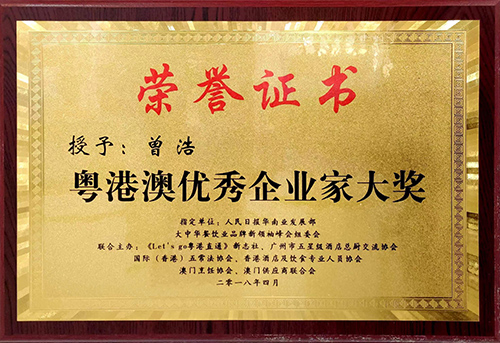 荣誉证书
授予：曾浩
粤港澳优秀企业家大奖
指定单位：人民日报华南业发展部
大中华餐饮业品牌新领袖峰会组委会
联合主办：《Let's go粤港直通》新志社、广州市五星级酒店总厨交流协会
国际（香港）五常法协会、香港酒店及饮食专业人员协会
澳门烹饪协会、澳门供应商联合会
二零一八年四月